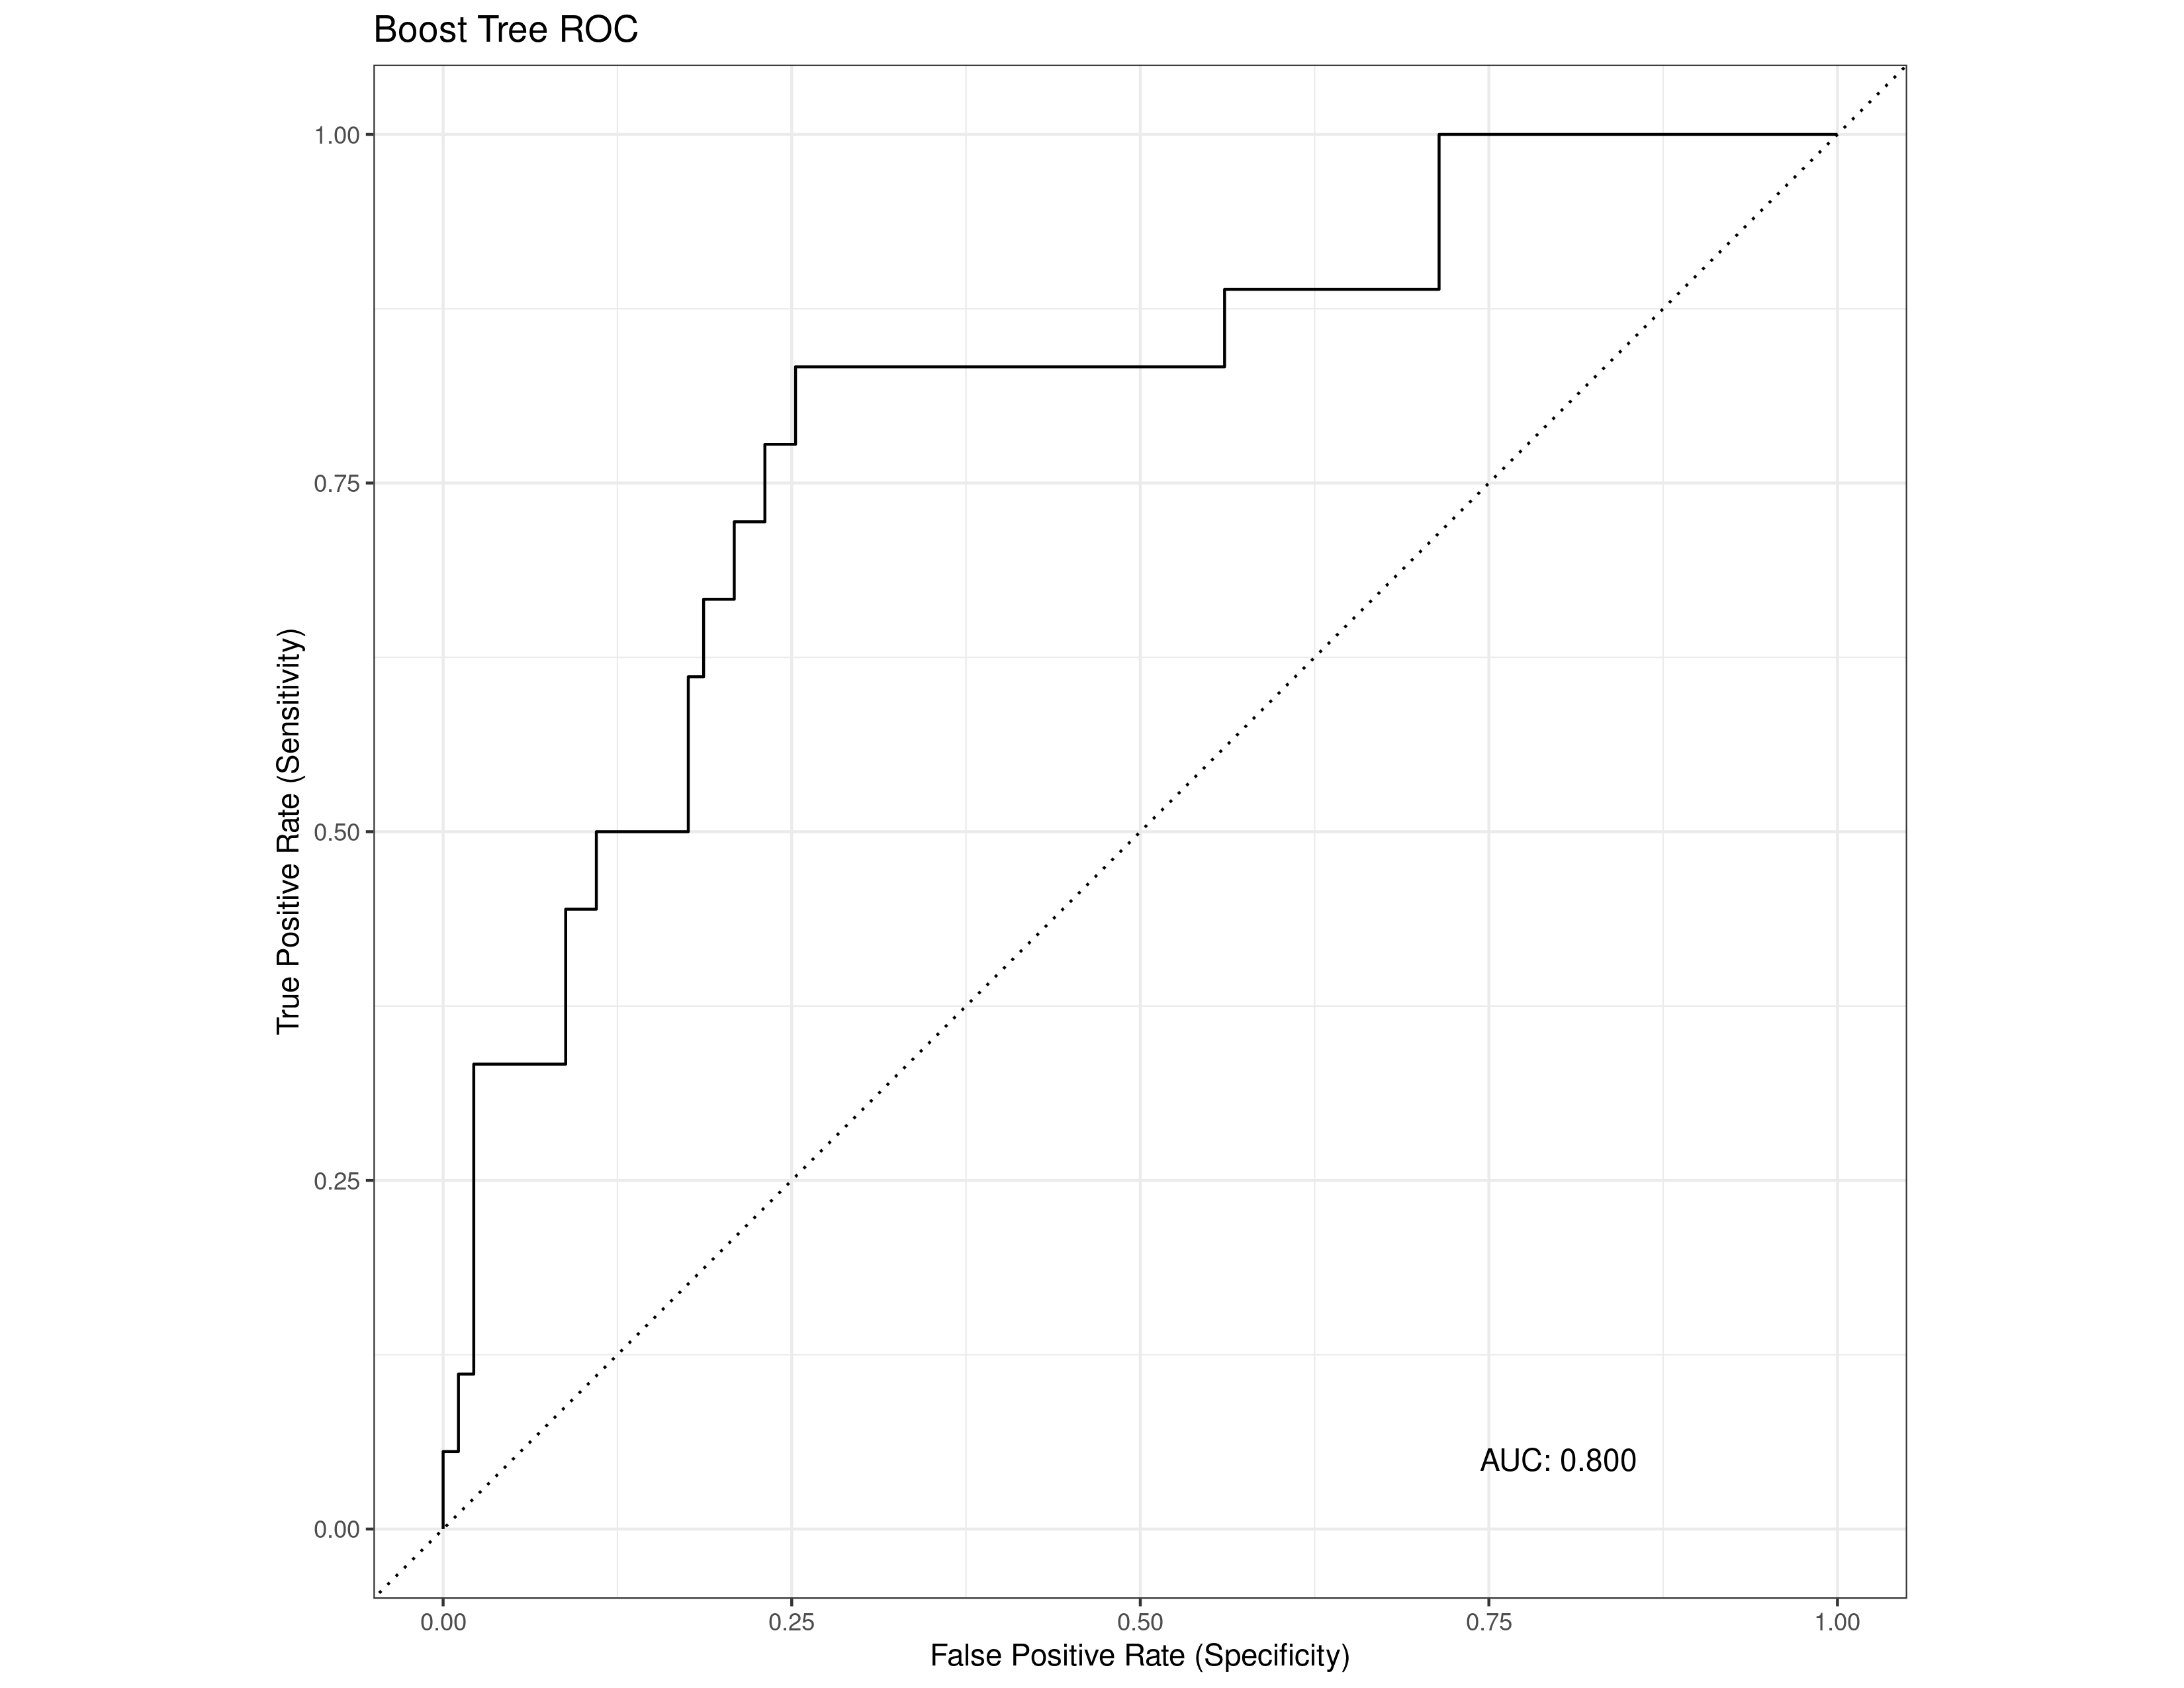 Boost Tree ROC
True Positive Rate (Sensitivity)
1.00
0.75
0.50
0.25
0.00
AUC: 0.800
0.00 0.25 0.50 0.75 1.00
False Positive Rate (Specificity)